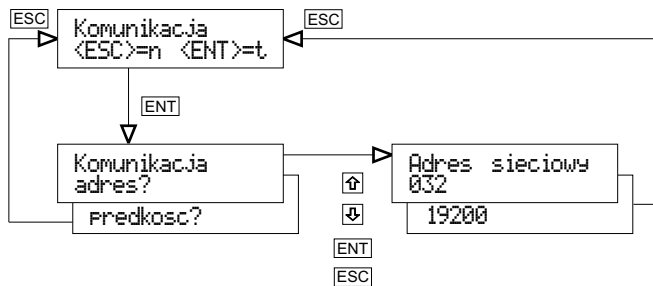 ESC
ESC
Komunikacja
<ESC>=n <ENT>=t
ENT
Komunikacja
adres?
predkosc?
Adres sieciowy
032
19200
ENT
ESC